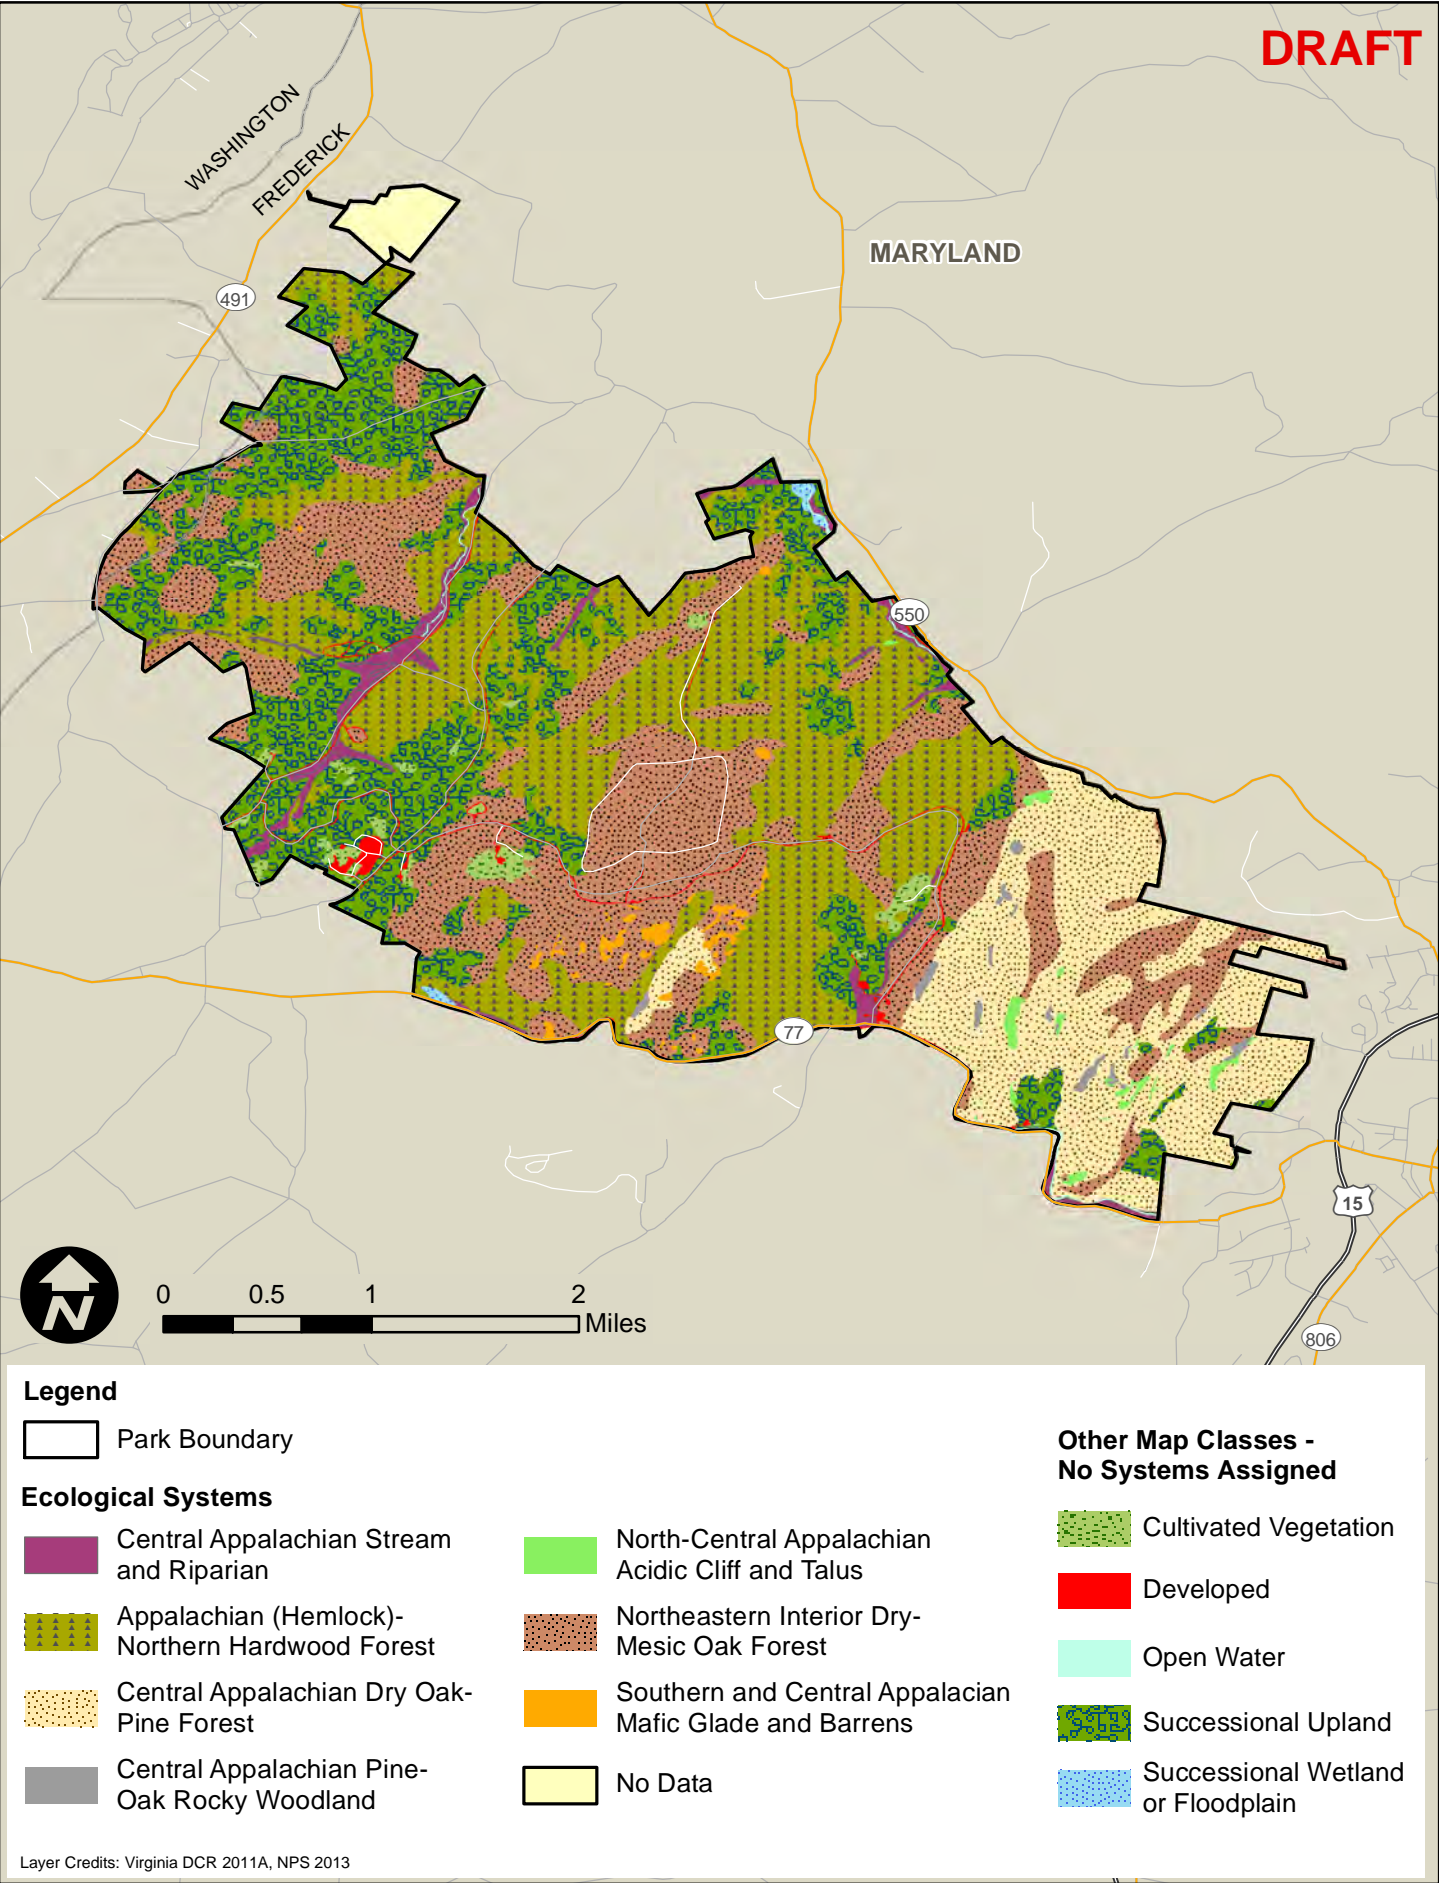 DRAFT
WASHINGTON
FREDERICK
MARYLAND
491
550
77
15
806
N
0 0.5 1 2
Miles
Legend
Park Boundary
Ecological Systems
Central Appalachian Stream
and Riparian
Appalachian (Hemlock)-
Northern Hardwood Forest
Central Appalachian Dry Oak-
Pine Forest
Central Appalachian Pine-
Oak Rocky Woodland
North-Central Appalachian
Acidic Cliff and Talus
Northeastern Interior Dry-
Mesic Oak Forest
Southern and Central Appalacian
Mafic Glade and Barrens
No Data
Other Map Classes -
No Systems Assigned
Cultivated Vegetation
Developed
Open Water
Successional Upland
Successional Wetland
or Floodplain
Layer Credits: Virginia DCR 2011A, NPS 2013